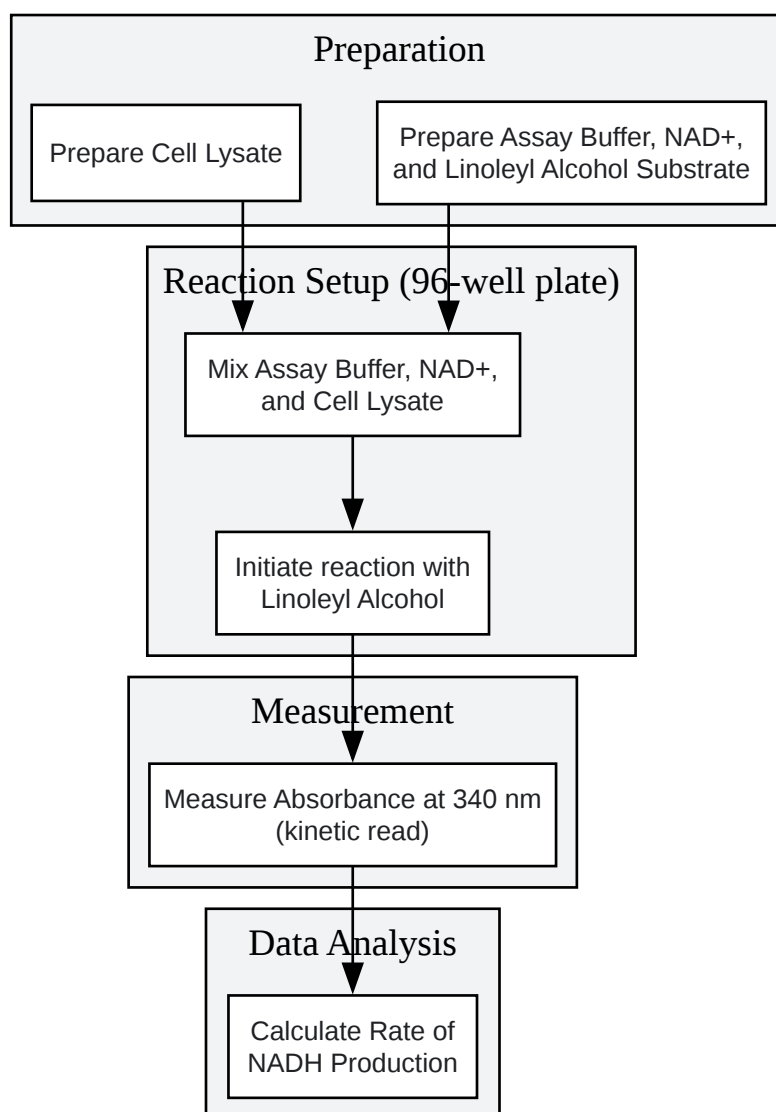 Preparation
Prepare Cell Lysate
Prepare Assay Buffer, NAD+,
and Linoleyl Alcohol Substrate
Reaction Setup (96-well plate)
Mix Assay Buffer, NAD+,
and Cell Lysate
Initiate reaction with
Linoleyl Alcohol
Measurement
Measure Absorbance at 340 nm
(kinetic read)
Data Analysis
Calculate Rate of
NADH Production